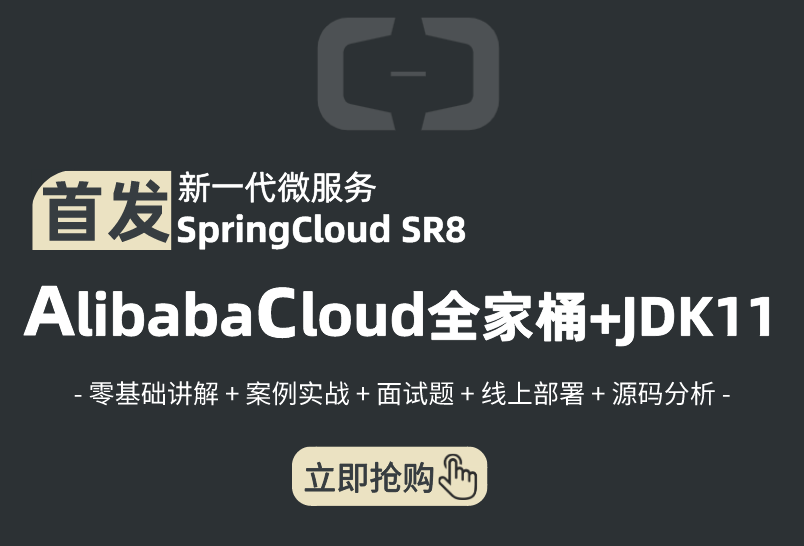 首发
新一代微服务
SpringCloud SR8
AlibabaCloud全家桶+JDK11
- 零基础讲解 + 案例实战 + 面试题 + 线上部署 + 源码分析 -
立即抢购